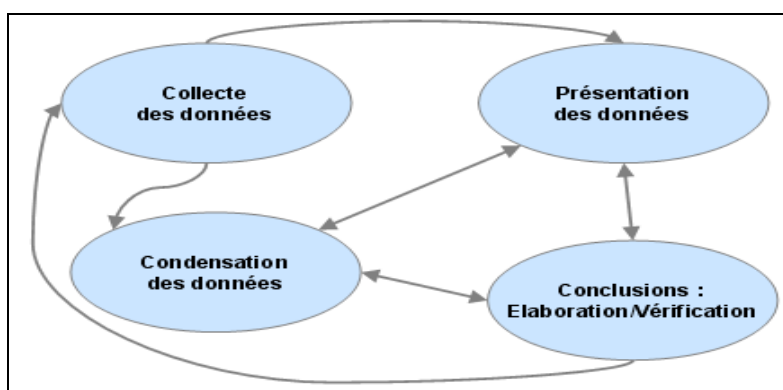 Collecte
des données
Présentation
des données
Condensation
des données
Conclusions :
Elaboration/Vérification